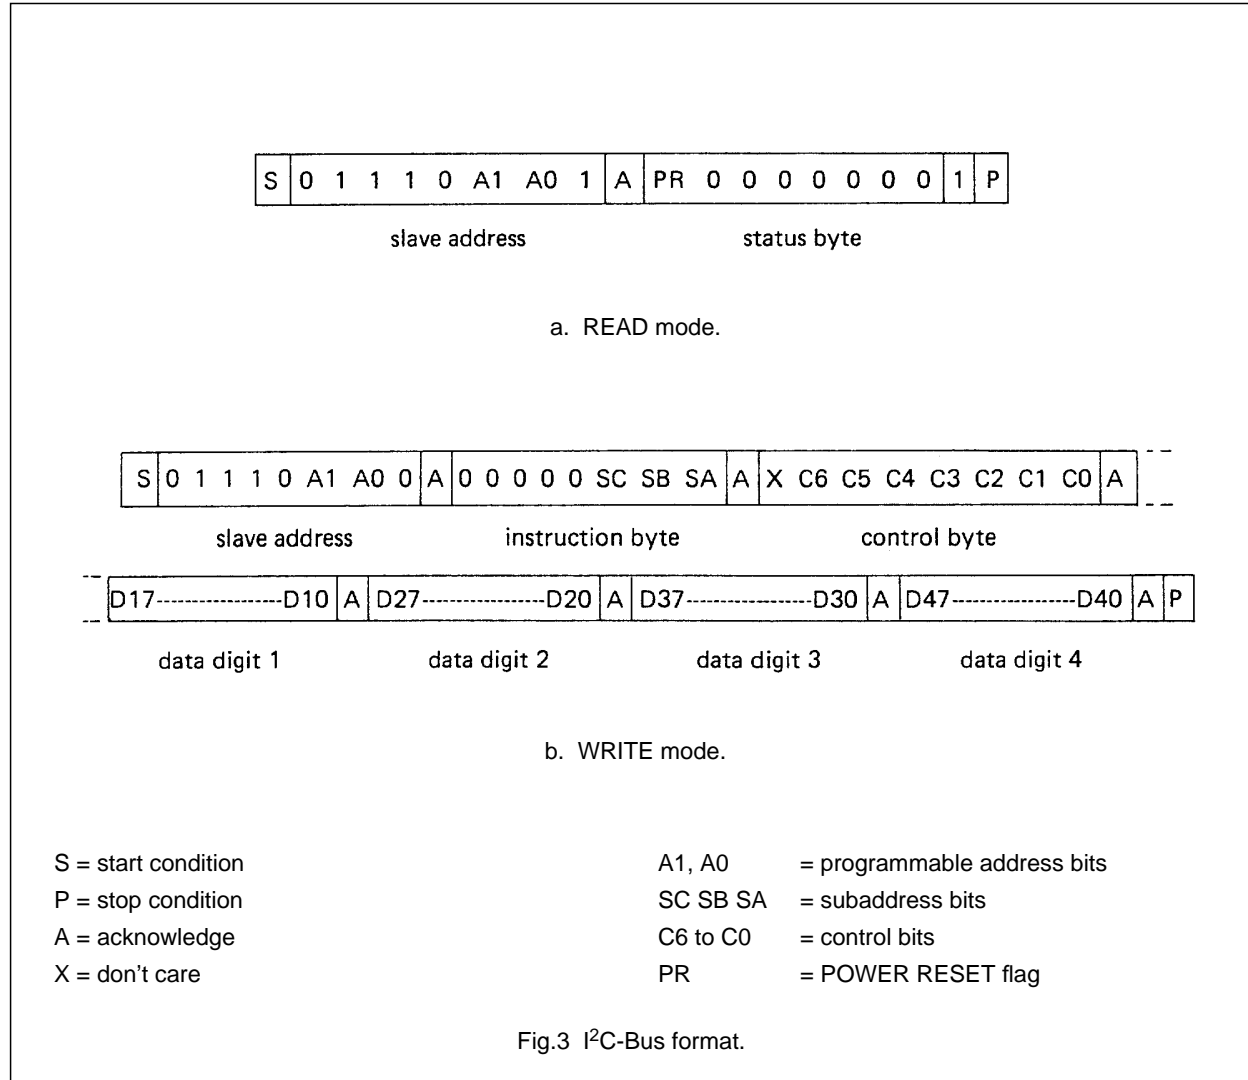 S 0 1 1 1 0 A1 A0 1 A PR 0 0 0 0 0 0 0 1 P
slave address status byte
a. READ mode.
S 0 1 1 1 0 A1 A0 0 A 0 0 0 0 0 SC SB SA A X C6 C5 C4 C3 C2 C1 C0 A
slave address instruction byte control byte
D17----------------D10 A D27----------------D20 A D37----------------D30 A D47----------------D40 A P
data digit 1 data digit 2 data digit 3 data digit 4
b. WRITE mode.
S = start condition A1, A0 = programmable address bits
P = stop condition SC SB SA = subaddress bits
A = acknowledge C6 to C0 = control bits
X = don't care PR = POWER RESET flag
Fig.3 I²C-Bus format.